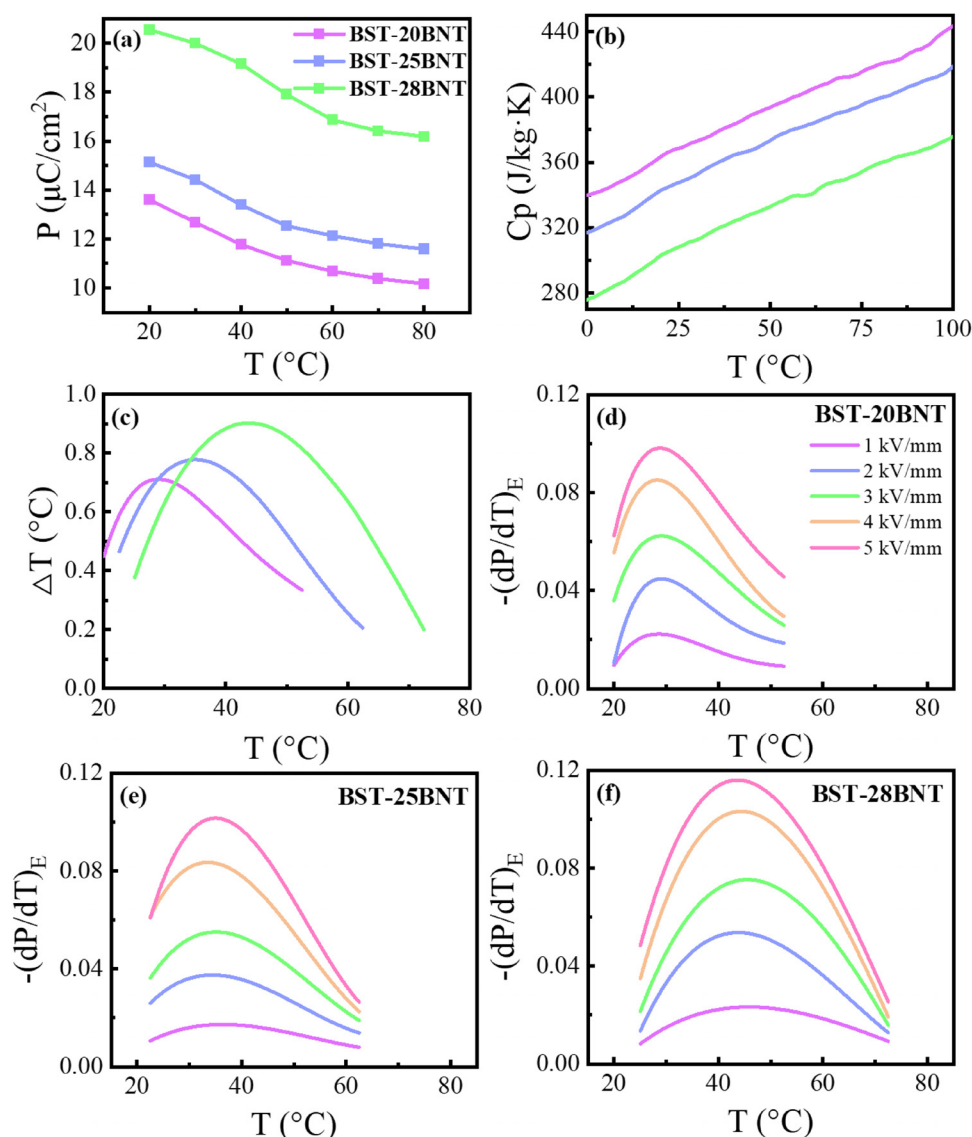 (a)
BST-20BNT
BST-25BNT
BST-28BNT
P (μC/cm²)
20
18
16
14
12
10
20 30 40 50 60 70 80
T (°C)
(b)
Cp (J/kg·K)
440
400
360
320
280
0 25 50 75 100
T (°C)
(c)
ΔT (°C)
1.0
0.8
0.6
0.4
0.2
0.0
20 40 60 80
T (°C)
(d)
BST-20BNT
1 kV/mm
2 kV/mm
3 kV/mm
4 kV/mm
5 kV/mm
-(dP/dT)E
0.12
0.08
0.04
0.00
20 40 60 80
T (°C)
(e)
BST-25BNT
-(dP/dT)E
0.12
0.08
0.04
0.00
20 40 60 80
T (°C)
(f)
BST-28BNT
-(dP/dT)E
0.12
0.08
0.04
0.00
20 40 60 80
T (°C)